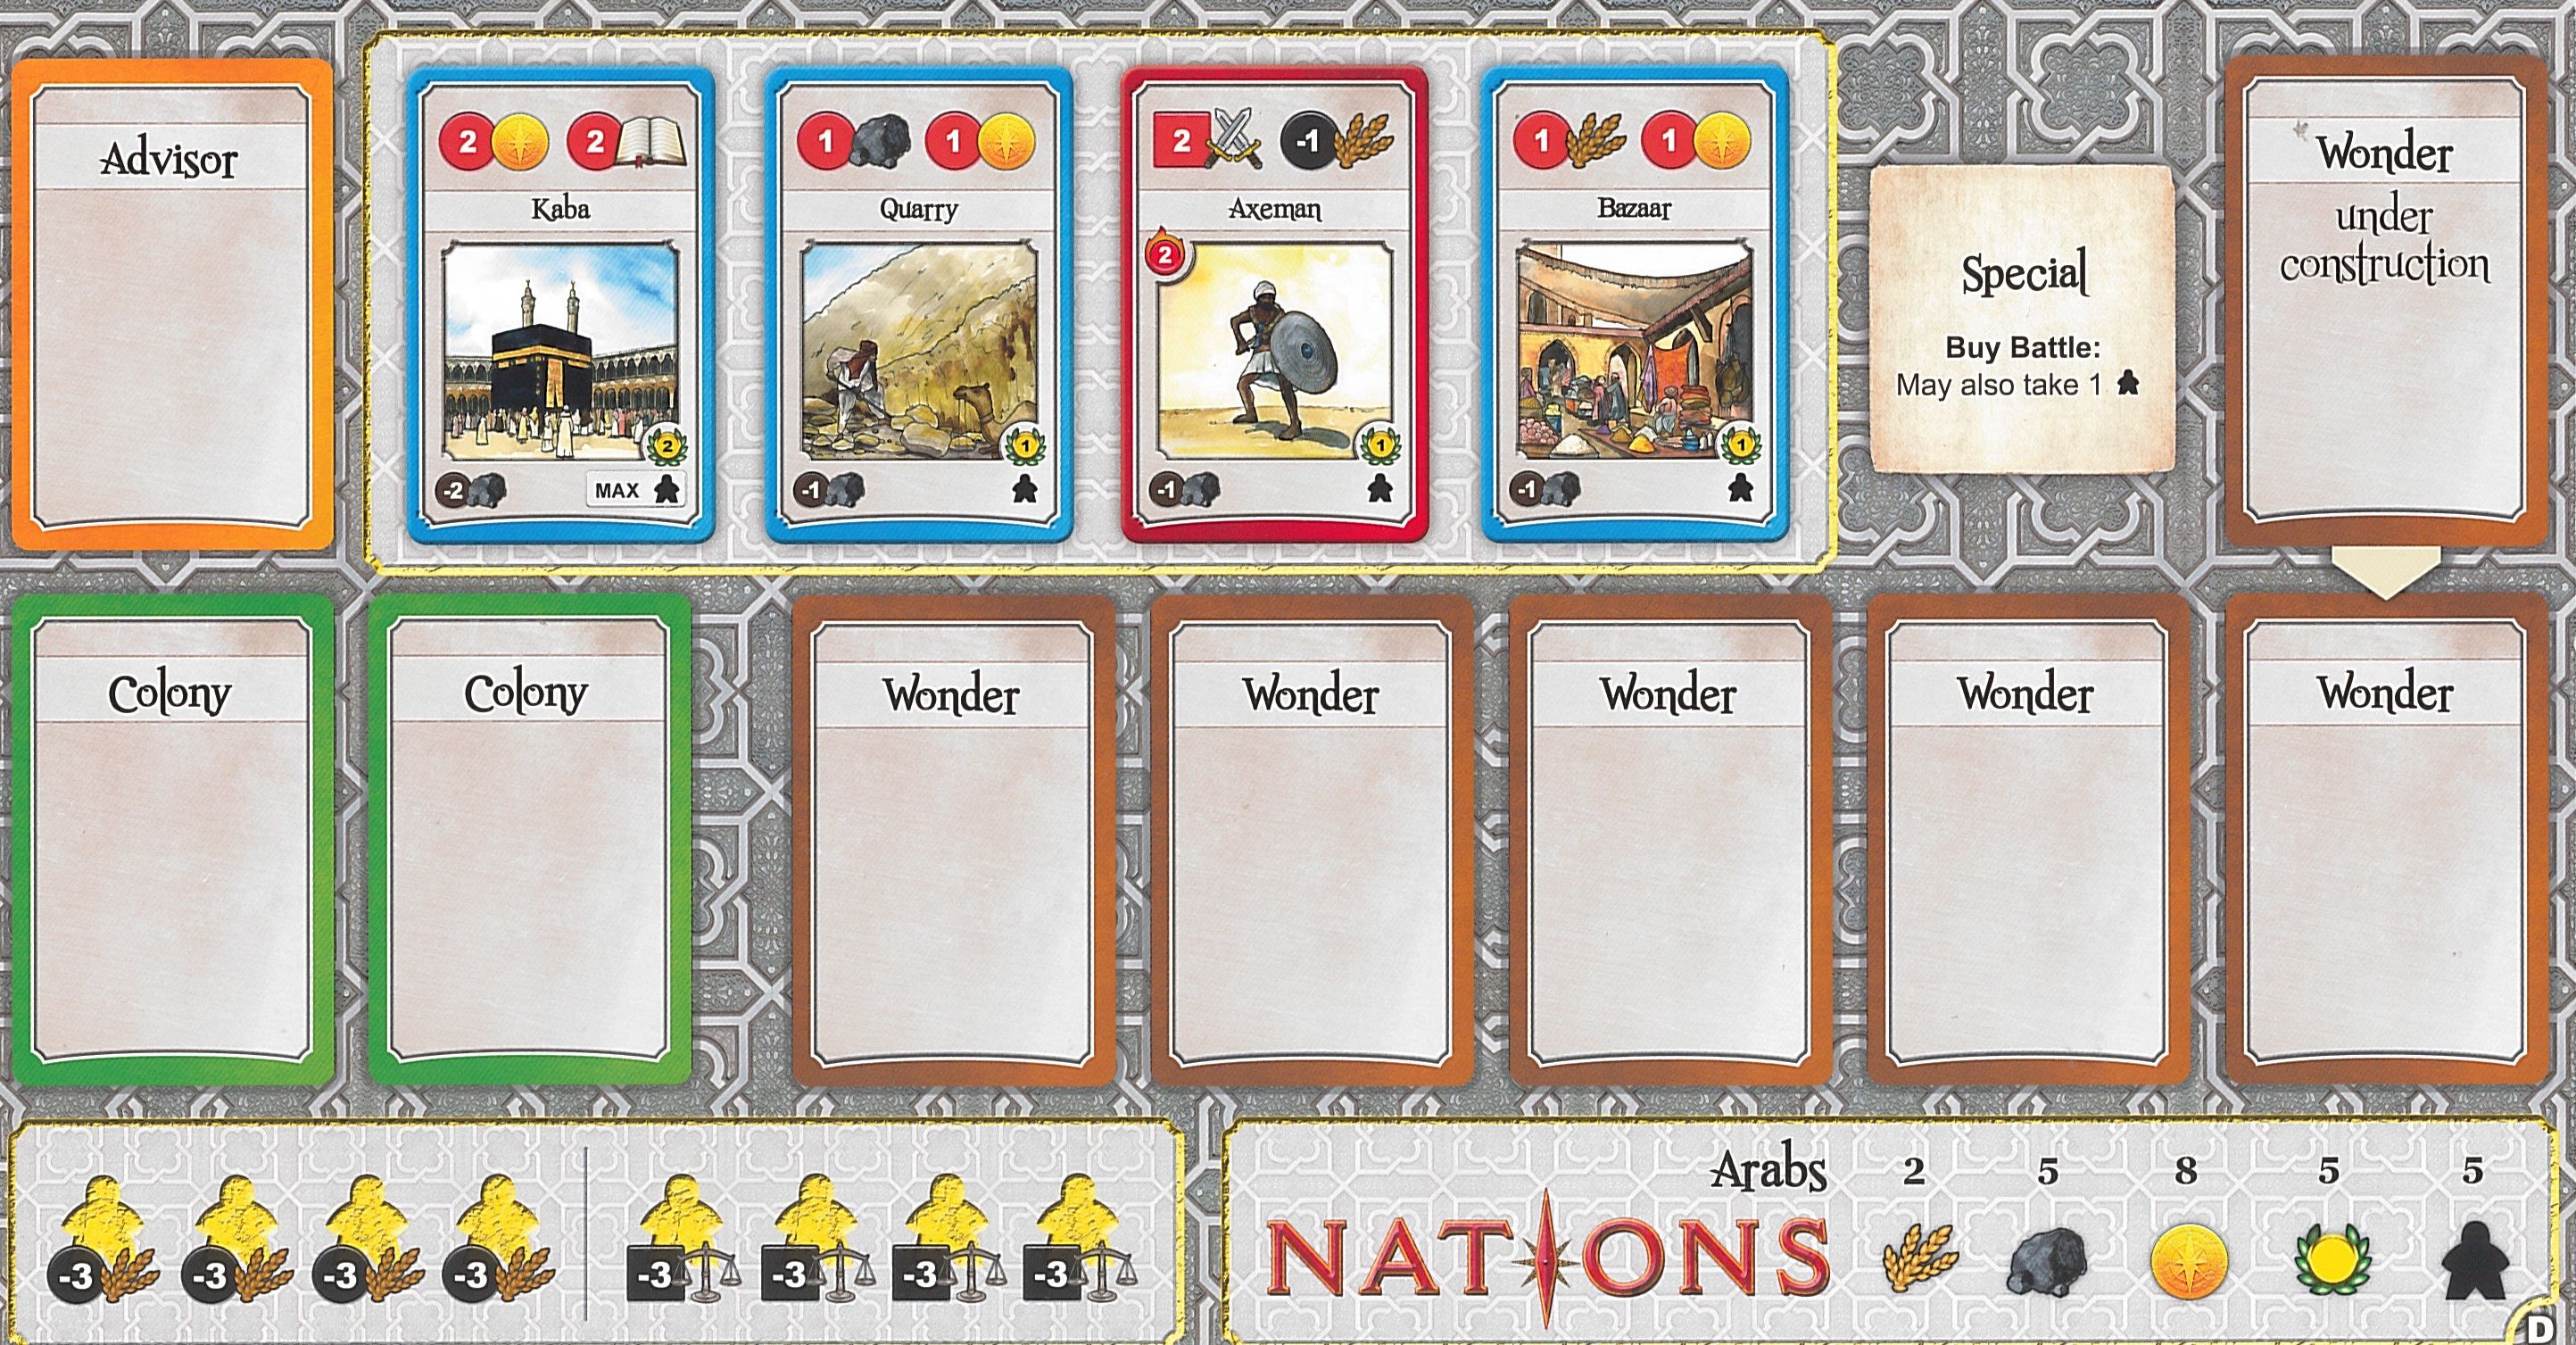 Advisor
2 2
Kaba
2
-2 MAX
1 1
Quarry
1
-1
2 -1
Axeman
2
1
-1
1 1
Bazaar
1
-1
Special
Buy Battle:
May also take 1
Wonder
under
construction
Colony
Colony
Wonder
Wonder
Wonder
Wonder
Wonder
-3 -3 -3 -3 -3 -3 -3 -3
Arabs
NATIONS
2 5 8 5 5
D